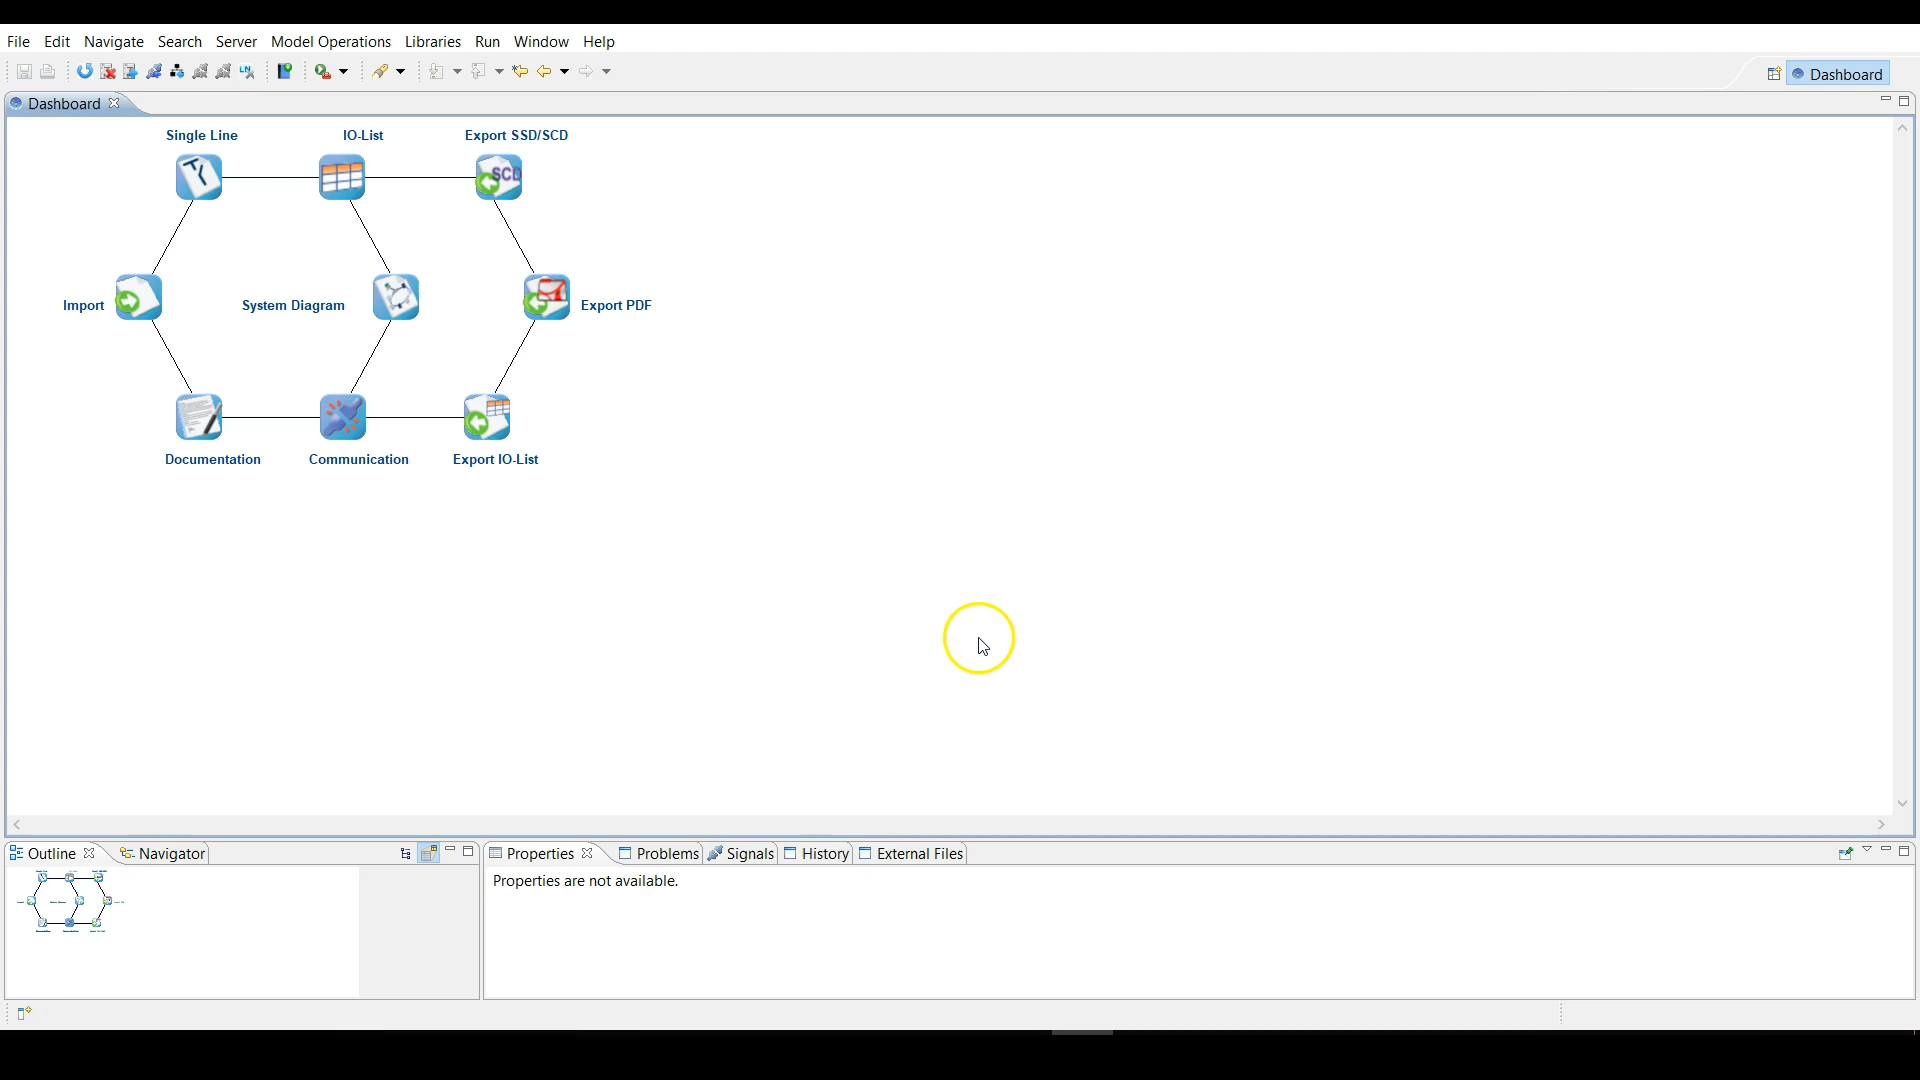 File Edit Navigate Search Server Model Operations Libraries Run Window Help
Dashboard
Dashboard
Single Line IO-List Export SSD/SCD
SCD
Import System Diagram Export PDF
Documentation Communication Export IO-List
Outline Navigator Properties Problems Signals History External Files
Properties are not available.